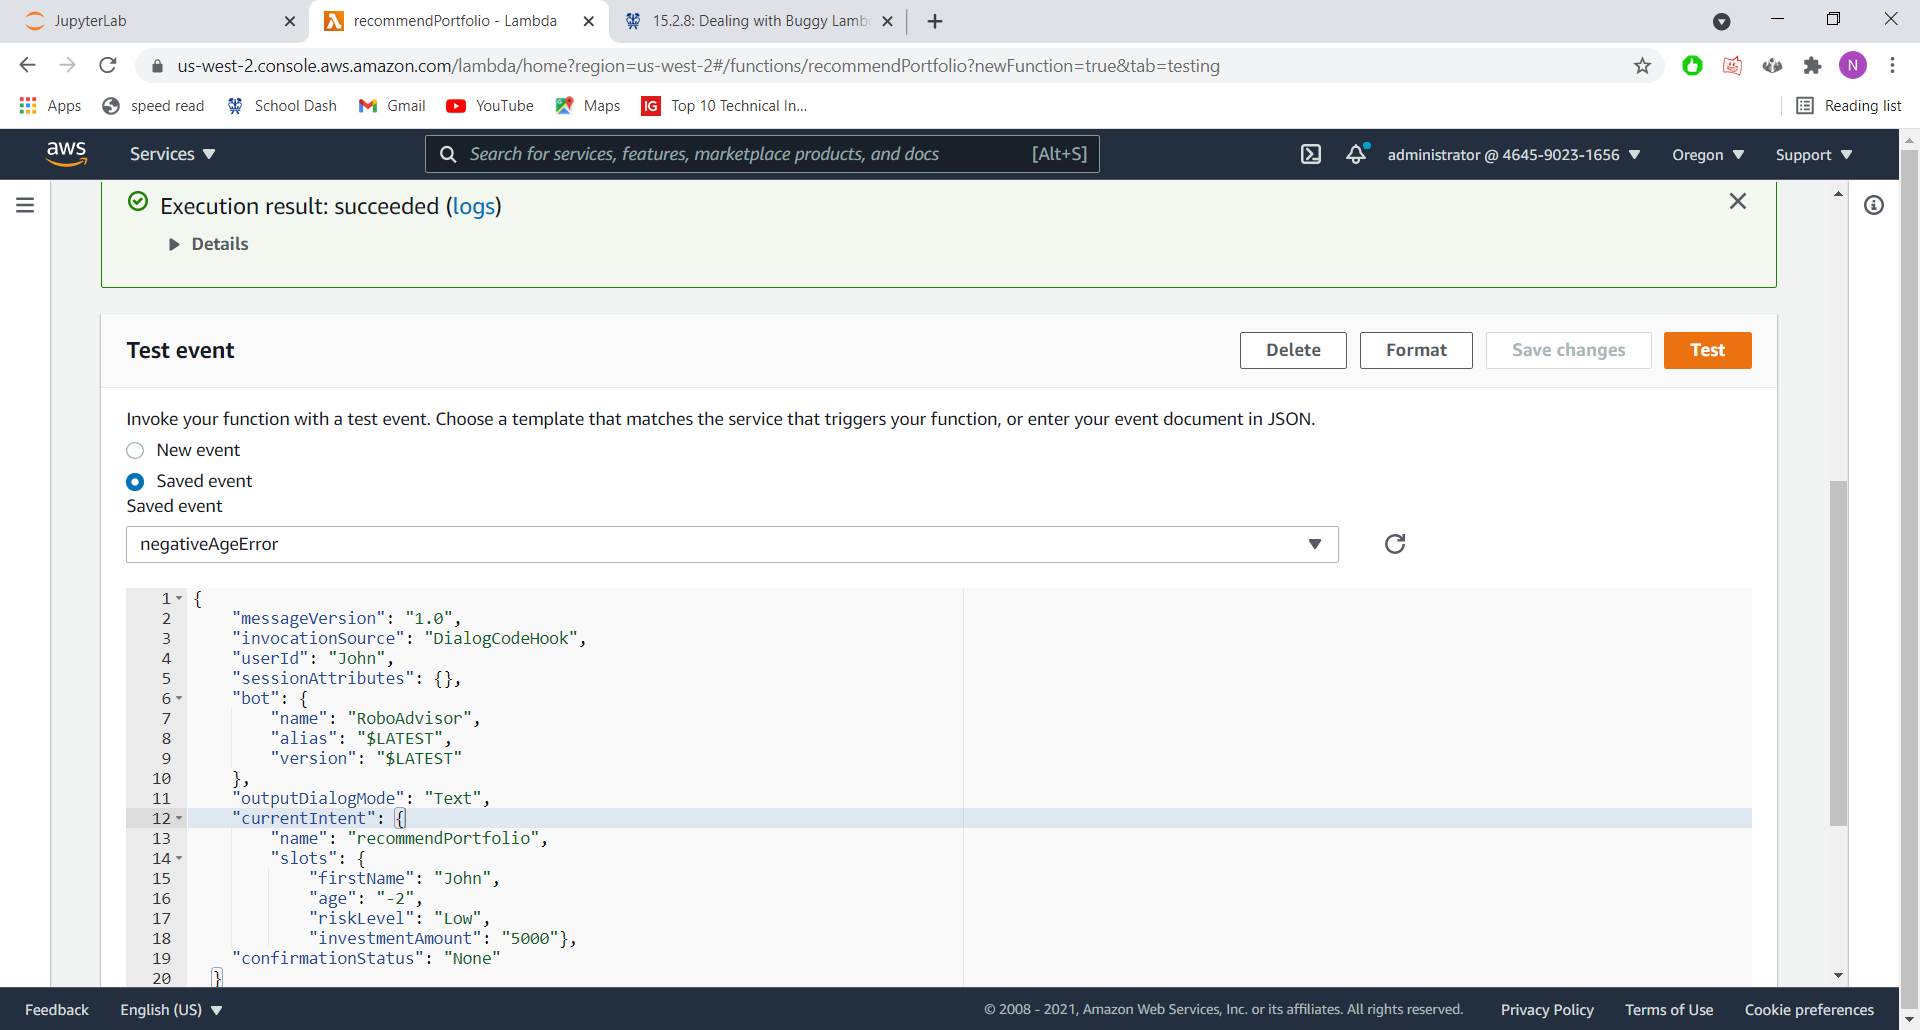 JupyterLab
recommendPortfolio - Lambda
15.2.8: Dealing with Buggy Lamb
us-west-2.console.aws.amazon.com/lambda/home?region=us-west-2#/functions/recommendPortfolio?newFunction=true&tab=testing
N
Apps
speed read
School Dash
Gmail
YouTube
Maps
IG
Top 10 Technical In...
Reading list
aws
Services
Search for services, features, marketplace products, and docs
[Alt+S]
administrator @ 4645-9023-1656
Oregon
Support
Execution result: succeeded (logs)
Details
Test event
Delete
Format
Save changes
Test
Invoke your function with a test event. Choose a template that matches the service that triggers your function, or enter your event document in JSON.
New event
Saved event
Saved event
negativeAgeError
1 {
2 "messageVersion": "1.0",
3 "invocationSource": "DialogCodeHook",
4 "userId": "John",
5 "sessionAttributes": {},
6 "bot": {
7 "name": "RoboAdvisor",
8 "alias": "$LATEST",
9 "version": "$LATEST"
10 },
11 "outputDialogMode": "Text",
12 "currentIntent": {
13 "name": "recommendPortfolio",
14 "slots": {
15 "firstName": "John",
16 "age": "-2",
17 "riskLevel": "Low",
18 "investmentAmount": "5000"},
19 "confirmationStatus": "None"
20 }
Feedback
English (US)
© 2008 - 2021, Amazon Web Services, Inc. or its affiliates. All rights reserved.
Privacy Policy
Terms of Use
Cookie preferences